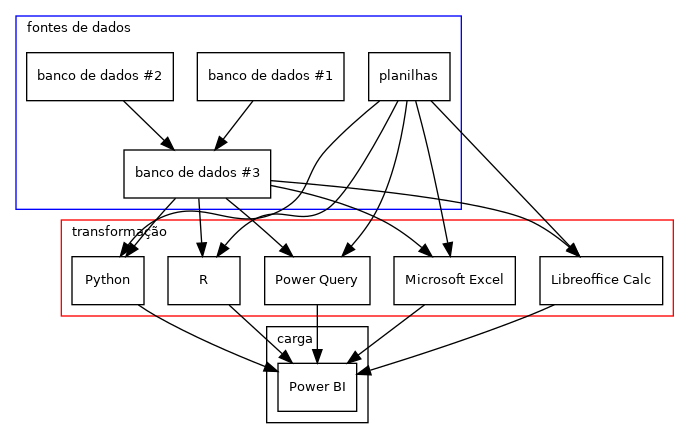 fontes de dados
banco de dados #2
banco de dados #1
planilhas
banco de dados #3
transformação
Python
R
Power Query
Microsoft Excel
Libreoffice Calc
carga
Power BI